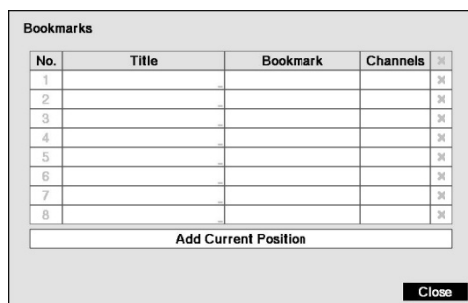 Bookmarks
No. Title Bookmark Channels ✕
1 ✕
2 ✕
3 ✕
4 ✕
5 ✕
6 ✕
7 ✕
8 ✕
Add Current Position
Close